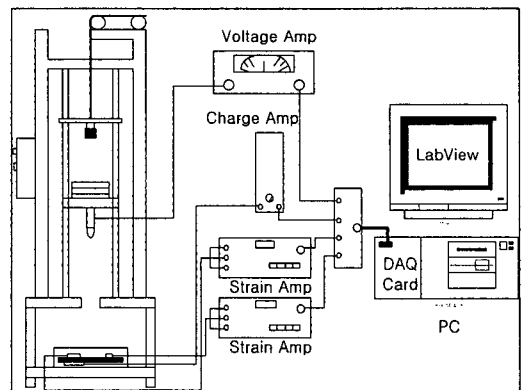 Voltage Amp
Charge Amp
LabView
Strain Amp
DAQ
Card
Strain Amp
PC